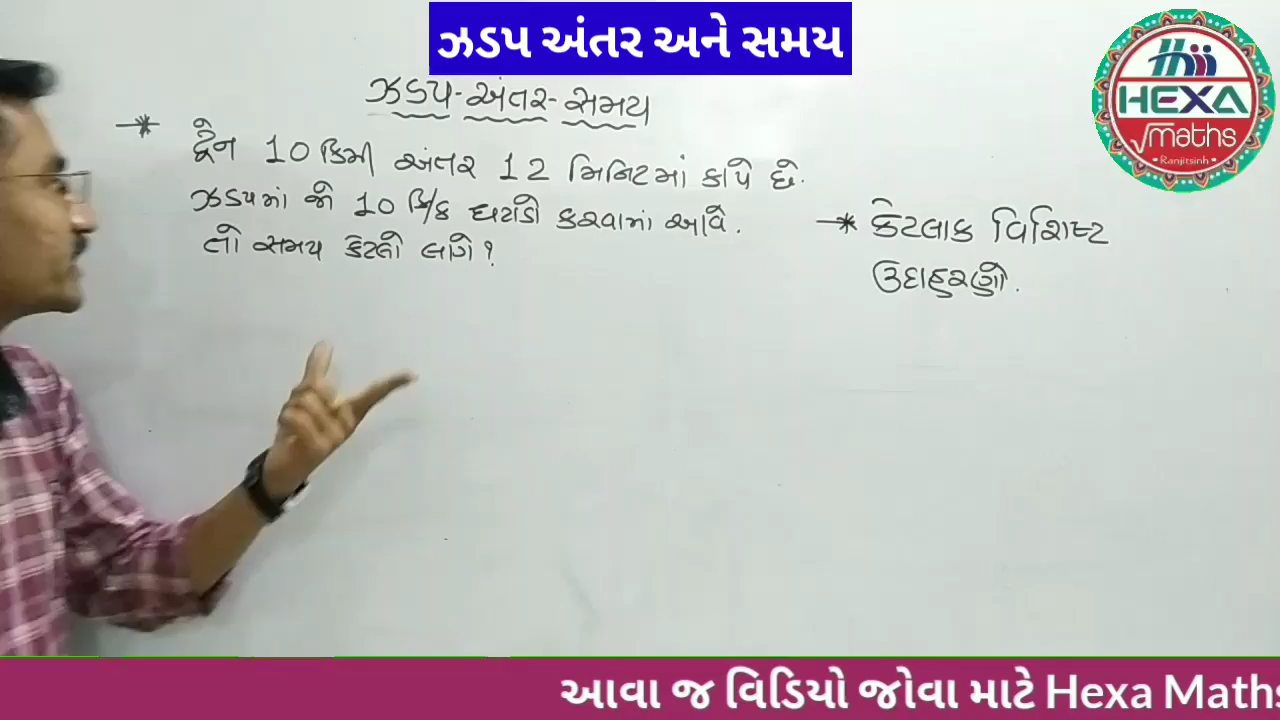 ઝડપ અંતર અને સમય
ઝડપ-અંતર-સમય
ટ્રેન 10 કિમી અંતર 12 મિનિટમાં કાપે છે.
ઝડપમાં જો 10 કિ/ક ઘટાડો કરવામાં આવે.
તો સમય કેટલો લાગે?
કેટલાક વિશિષ્ટ
ઉદાહરણો.
HEXA
√maths
Ranjitsinh
આવા જ વિડિયો જોવા માટે Hexa Maths